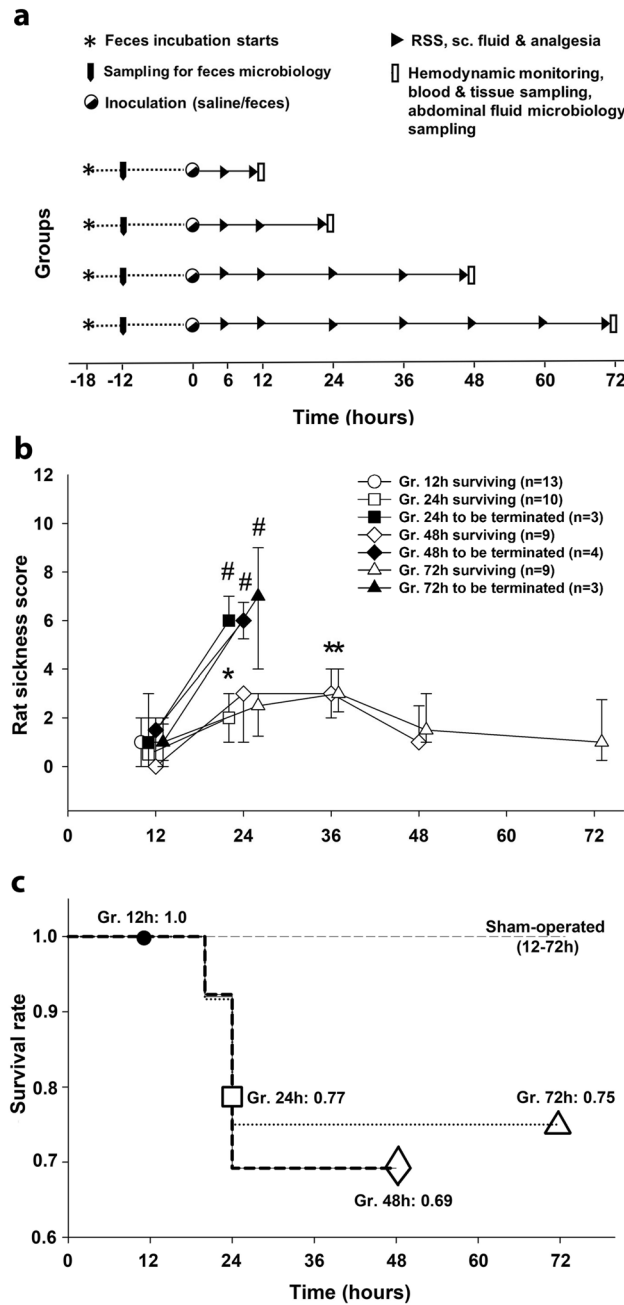 a
* Feces incubation starts
Sampling for feces microbiology
Inoculation (saline/feces)
RSS, sc. fluid & analgesia
Hemodynamic monitoring,
blood & tissue sampling,
abdominal fluid microbiology
sampling
Groups
* * * *
-18 -12 0 6 12 24 36 48 60 72
Time (hours)
b
Rat sickness score
12
10
8
6
4
2
0
Gr. 12h surviving (n=13)
Gr. 24h surviving (n=10)
Gr. 24h to be terminated (n=3)
Gr. 48h surviving (n=9)
Gr. 48h to be terminated (n=4)
Gr. 72h surviving (n=9)
Gr. 72h to be terminated (n=3)
#
# #
* **
0 12 24 36 48 60 72
c
Survival rate
1.0
0.9
0.8
0.7
0.6
Gr. 12h: 1.0
Sham-operated
(12-72h)
Gr. 24h: 0.77
Gr. 72h: 0.75
Gr. 48h: 0.69
0 12 24 36 48 60 72
Time (hours)